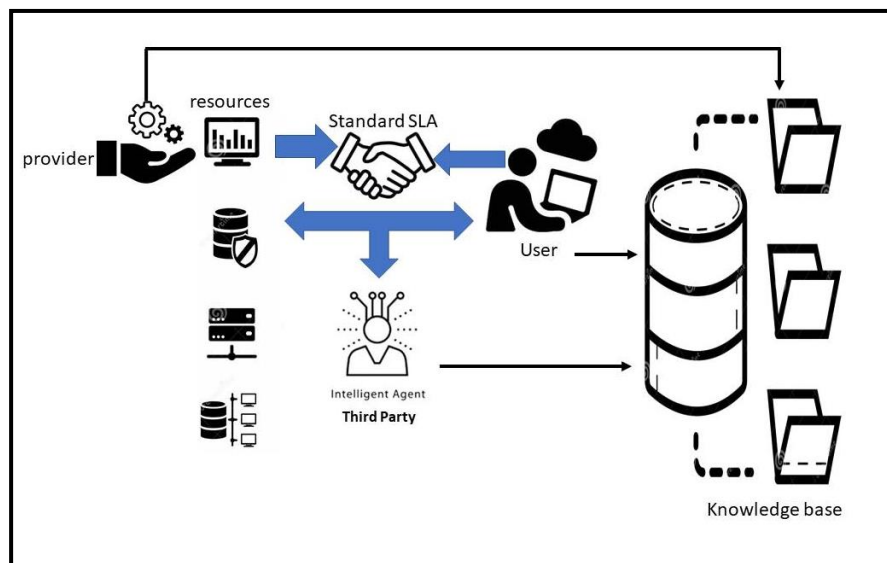 resources
Standard SLA
provider
User
Intelligent Agent
Third Party
Knowledge base